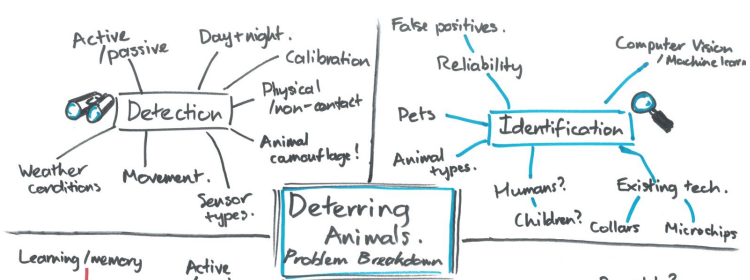 Active
/passive
Day+night.
Calibration
Physical
/non-contact
Detection
Animal
camouflage!
Weather
conditions
Movement.
Sensor
types.
False positives.
Reliability
Computer Vision
/Machine learn
Pets
Identification
Animal
types.
Humans?
Children?
Existing tech.
Collars
Microchips
Deterring
Animals.
Problem Breakdown
Learning/memory
Active